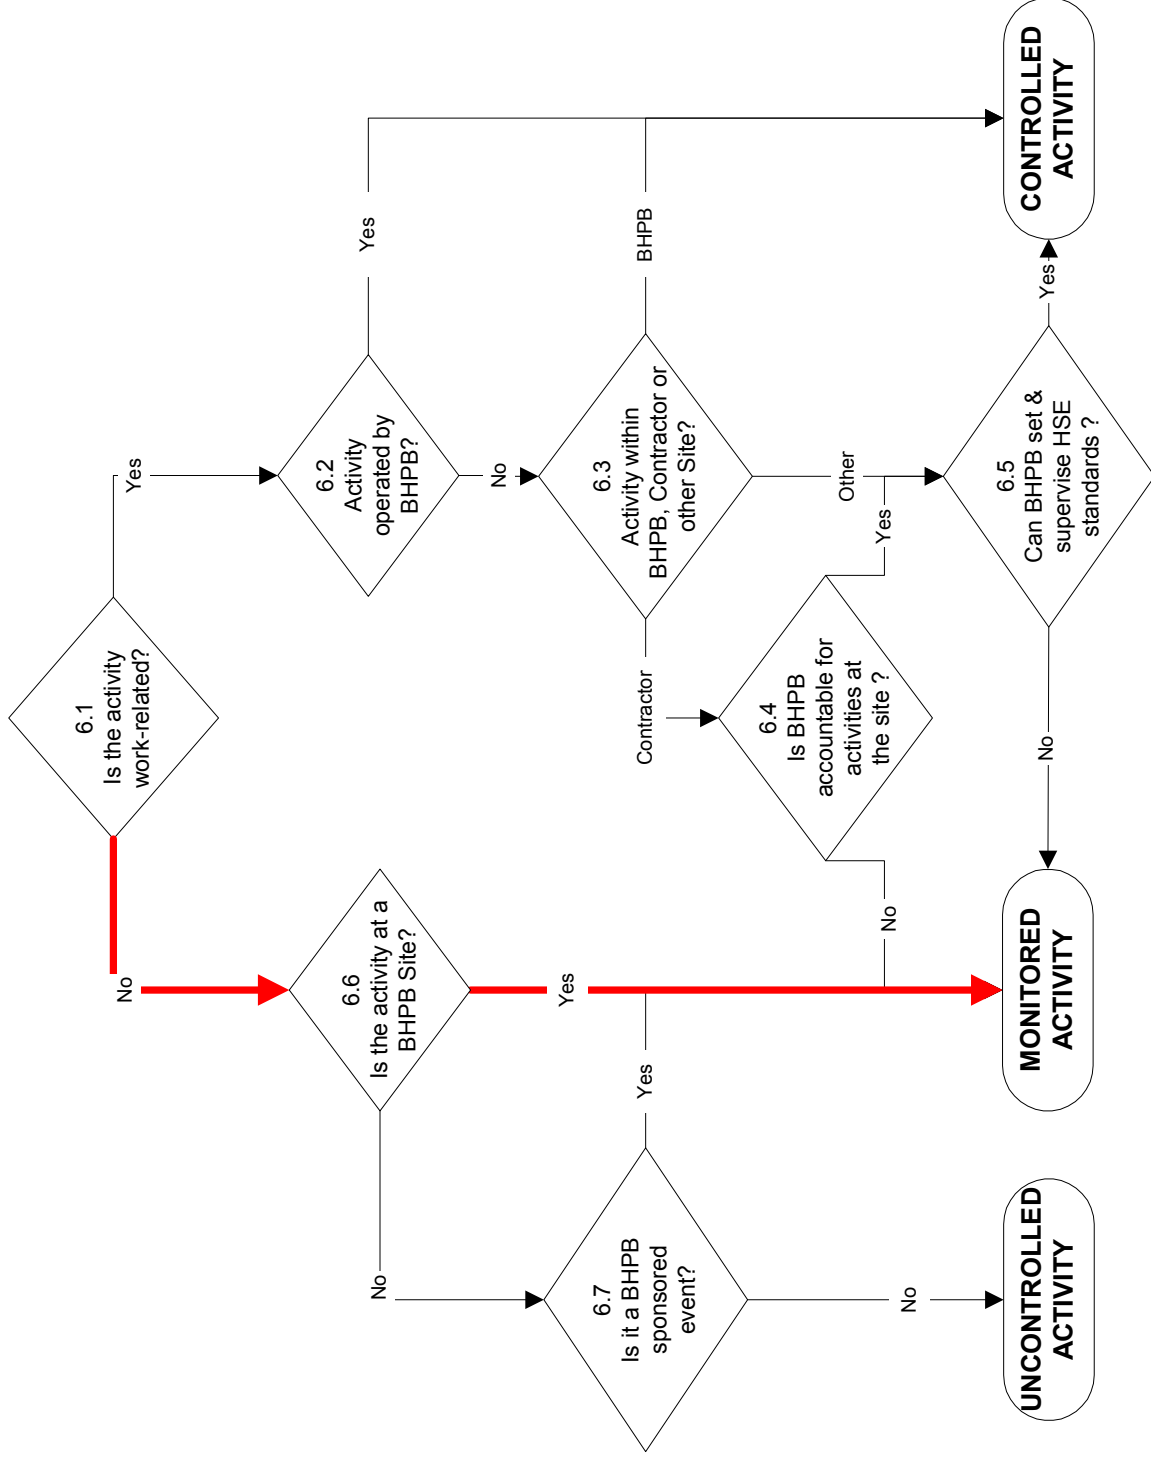 6.1
Is the activity
work-related?
No
Yes
6.6
Is the activity at a
BHPB Site?
6.2
Activity
operated by
BHPB?
Yes
No
Yes
No
6.7
Is it a BHPB
sponsored
event?
Yes
Contractor
6.3
Activity within
BHPB, Contractor or
other Site?
BHPB
6.4
Is BHPB
accountable for
activities at
the site ?
Other
No
Yes
No
6.5
Can BHPB set &
supervise HSE
standards ?
No
Yes
UNCONTROLLED
ACTIVITY
MONITORED
ACTIVITY
CONTROLLED
ACTIVITY